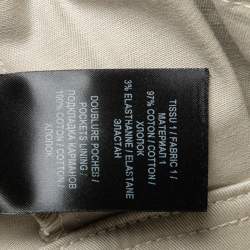 TISSU 1 / FABRIC 1
МАТЕРИАЛ 1
97% COTON / COTTON /
ХЛОПОК
3% ELASTHANNE / ELASTANE
ЭЛАСТАН
DOUBLURE POCHES /
POCKETS LINING /
ПОДКЛАДКА КАРМАНОВ
100% COTON / COTTON /
ХЛОПОК